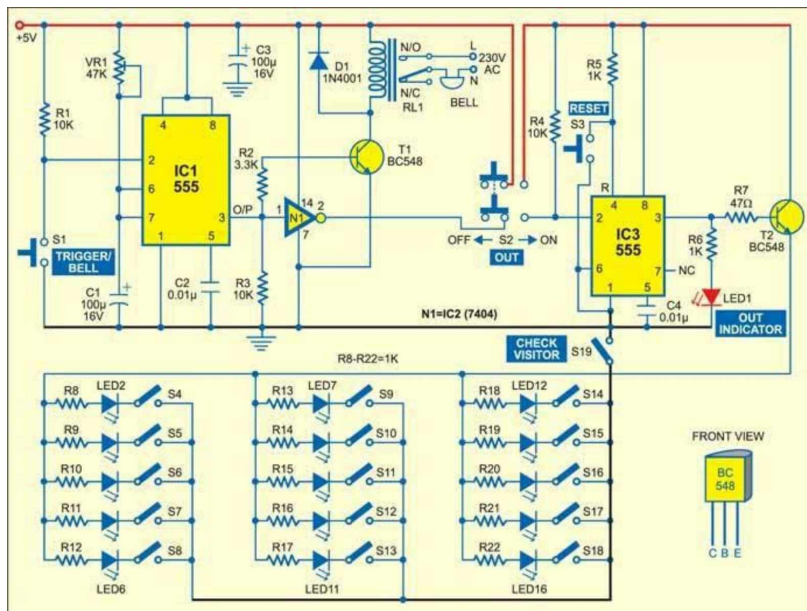 +5V
VR1
47K
C3
100µ
16V
D1
1N4001
N/O
N/C
RL1
L
230V
AC
N
BELL
R5
1K
R1
10K
4
8
2
IC1
555
6
7
3
1
5
R2
3.3K
O/P
T1
BC548
1
N1
14
2
7
R4
10K
RESET
S3
R
4
8
2
IC3
555
3
6
7
NC
1
5
R7
47Ω
T2
BC548
R6
1K
OFF
S2
ON
OUT
S1
TRIGGER/
BELL
C1
100µ
16V
C2
0.01µ
R3
10K
N1=IC2 (7404)
C4
0.01µ
LED1
OUT
INDICATOR
CHECK
VISITOR
S19
R8-R22=1K
R8
LED2
S4
R13
LED7
S9
R18
LED12
S14
R9
S5
R14
S10
R19
S15
R10
S6
R15
S11
R20
S16
R11
S7
R16
S12
R21
S17
R12
LED6
S8
R17
LED11
S13
R22
LED16
S18
FRONT VIEW
BC
548
C B E